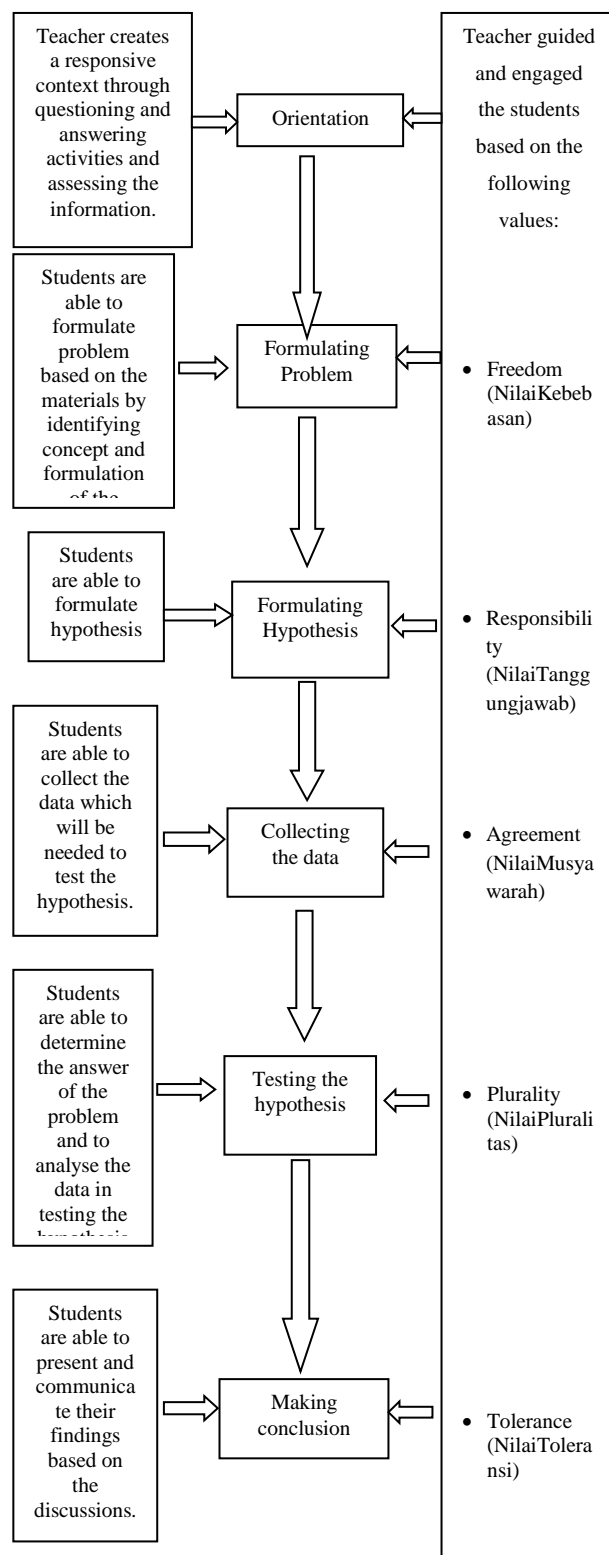 Teacher creates
a responsive
context through
questioning and
answering
activities and
assessing the
information.
Orientation
Teacher guided
and engaged
the students
based on the
following
values:
Students are
able to
formulate
problem
based on the
materials by
identifying
concept and
formulation
of the
Formulating
Problem
• Freedom
(NilaiKebeb
asan)
Students
are able to
formulate
hypothesis
Formulating
Hypothesis
• Responsibili
ty
(NilaiTangg
ungjawab)
Students
are able to
collect the
data which
will be
needed to
test the
hypothesis.
Collecting
the data
• Agreement
(NilaiMusya
warah)
Students
are able to
determine
the answer
of the
problem
and to
analyse the
data in
testing the
hypothesis
Testing the
hypothesis
• Plurality
(NilaiPlurali
tas)
Students
are able to
present and
communica
te their
findings
based on
the
discussions.
Making
conclusion
• Tolerance
(NilaiTolera
nsi)